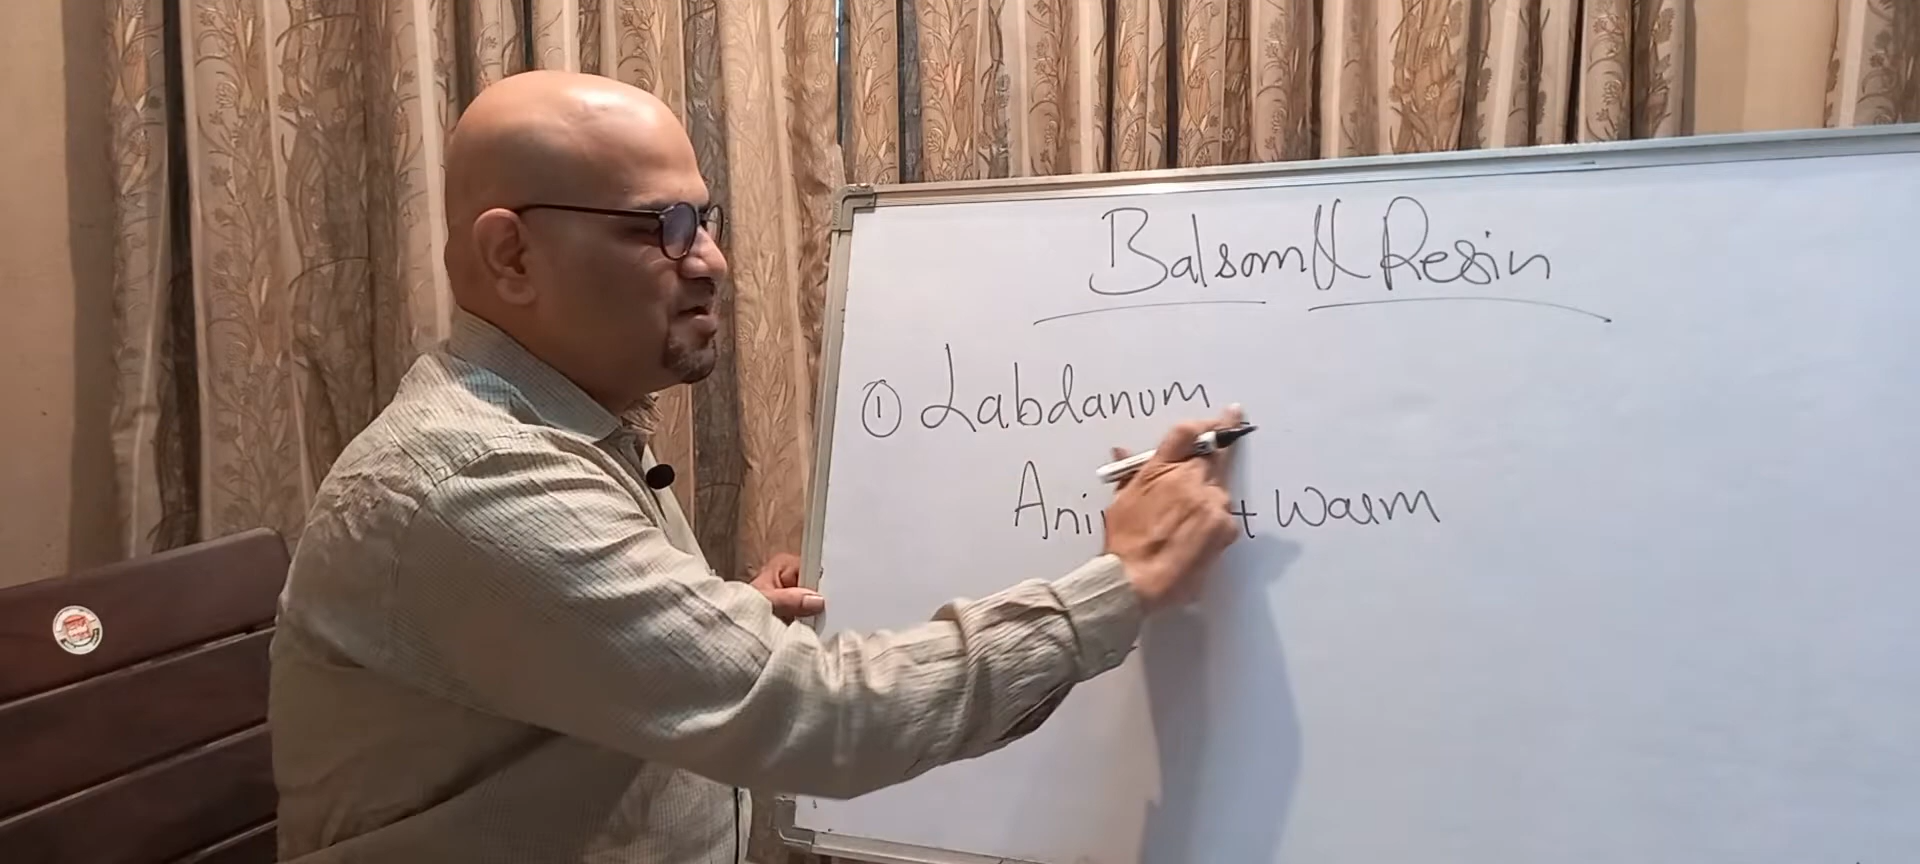 Balsam & Resin
① Labdanum
Ani + Warm